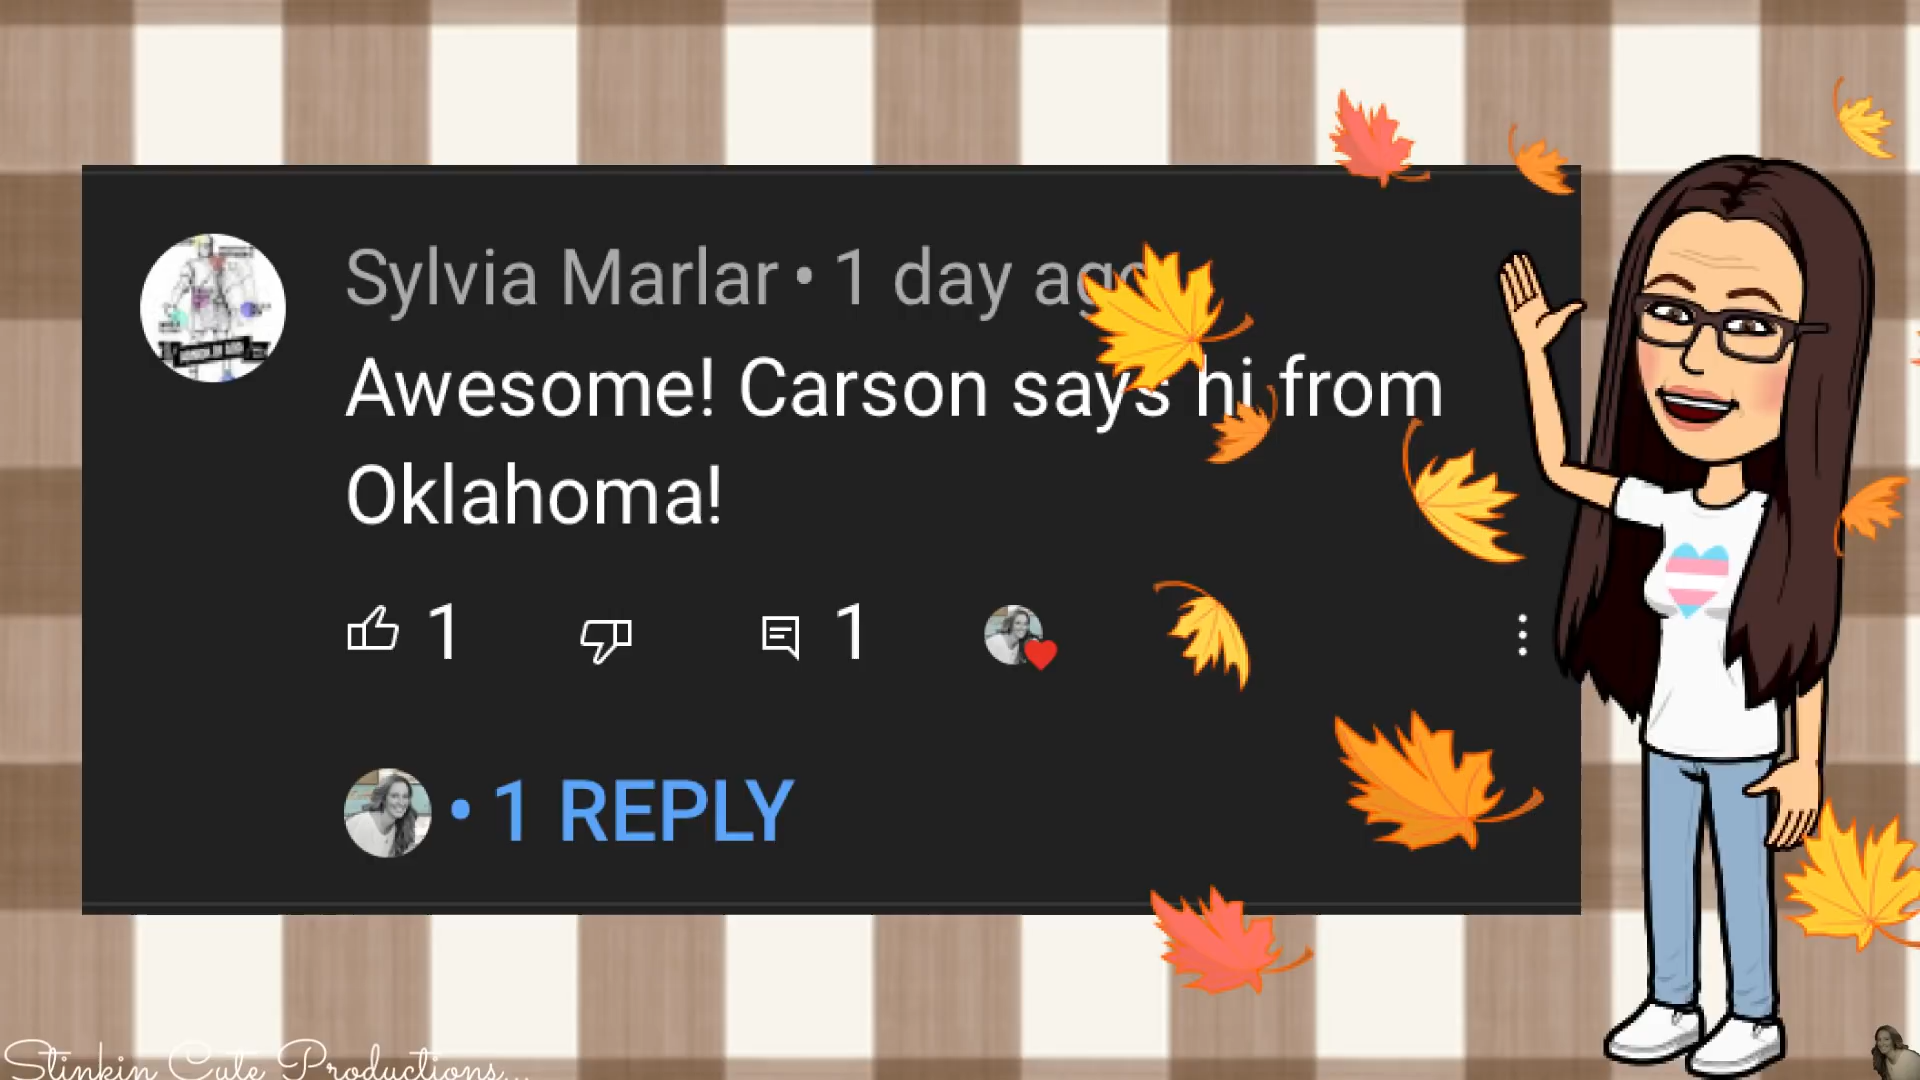 Sylvia Marlar • 1 day ago
Awesome! Carson says hi from
Oklahoma!
1 1
• 1 REPLY
Stinkin Cute Productions...